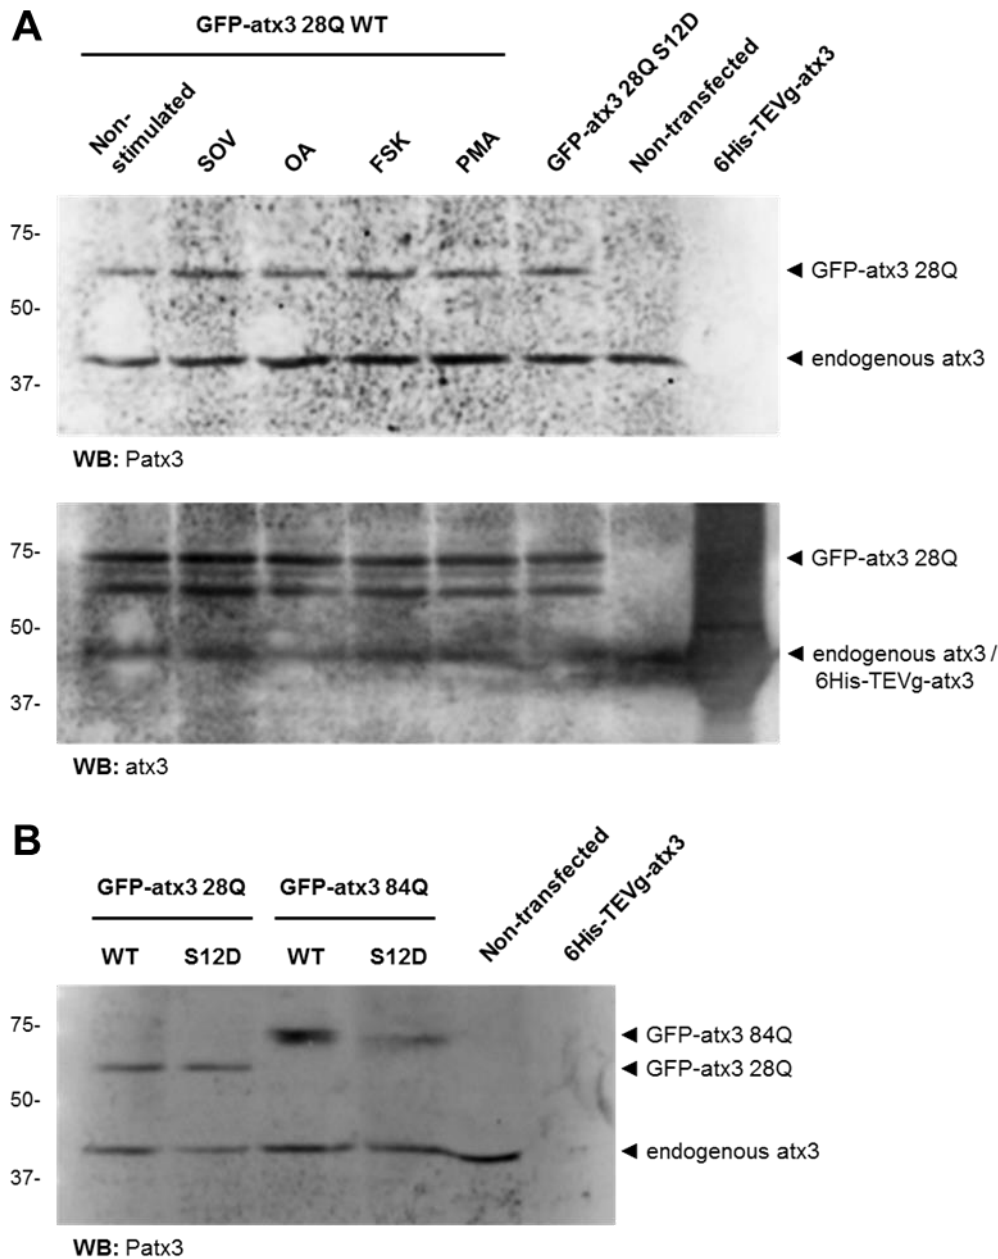 A
GFP-atx3 28Q WT
Non-
stimulated
SOV
OA
FSK
PMA
GFP-atx3 28Q S12D
Non-transfected
6His-TEVg-atx3
75-
50-
37-
◄ GFP-atx3 28Q
◄ endogenous atx3
WB: Patx3
75-
50-
37-
◄ GFP-atx3 28Q
◄ endogenous atx3 /
6His-TEVg-atx3
WB: atx3
B
GFP-atx3 28Q
GFP-atx3 84Q
WT
S12D
WT
S12D
Non-transfected
6His-TEVg-atx3
75-
50-
37-
◄ GFP-atx3 84Q
◄ GFP-atx3 28Q
◄ endogenous atx3
WB: Patx3